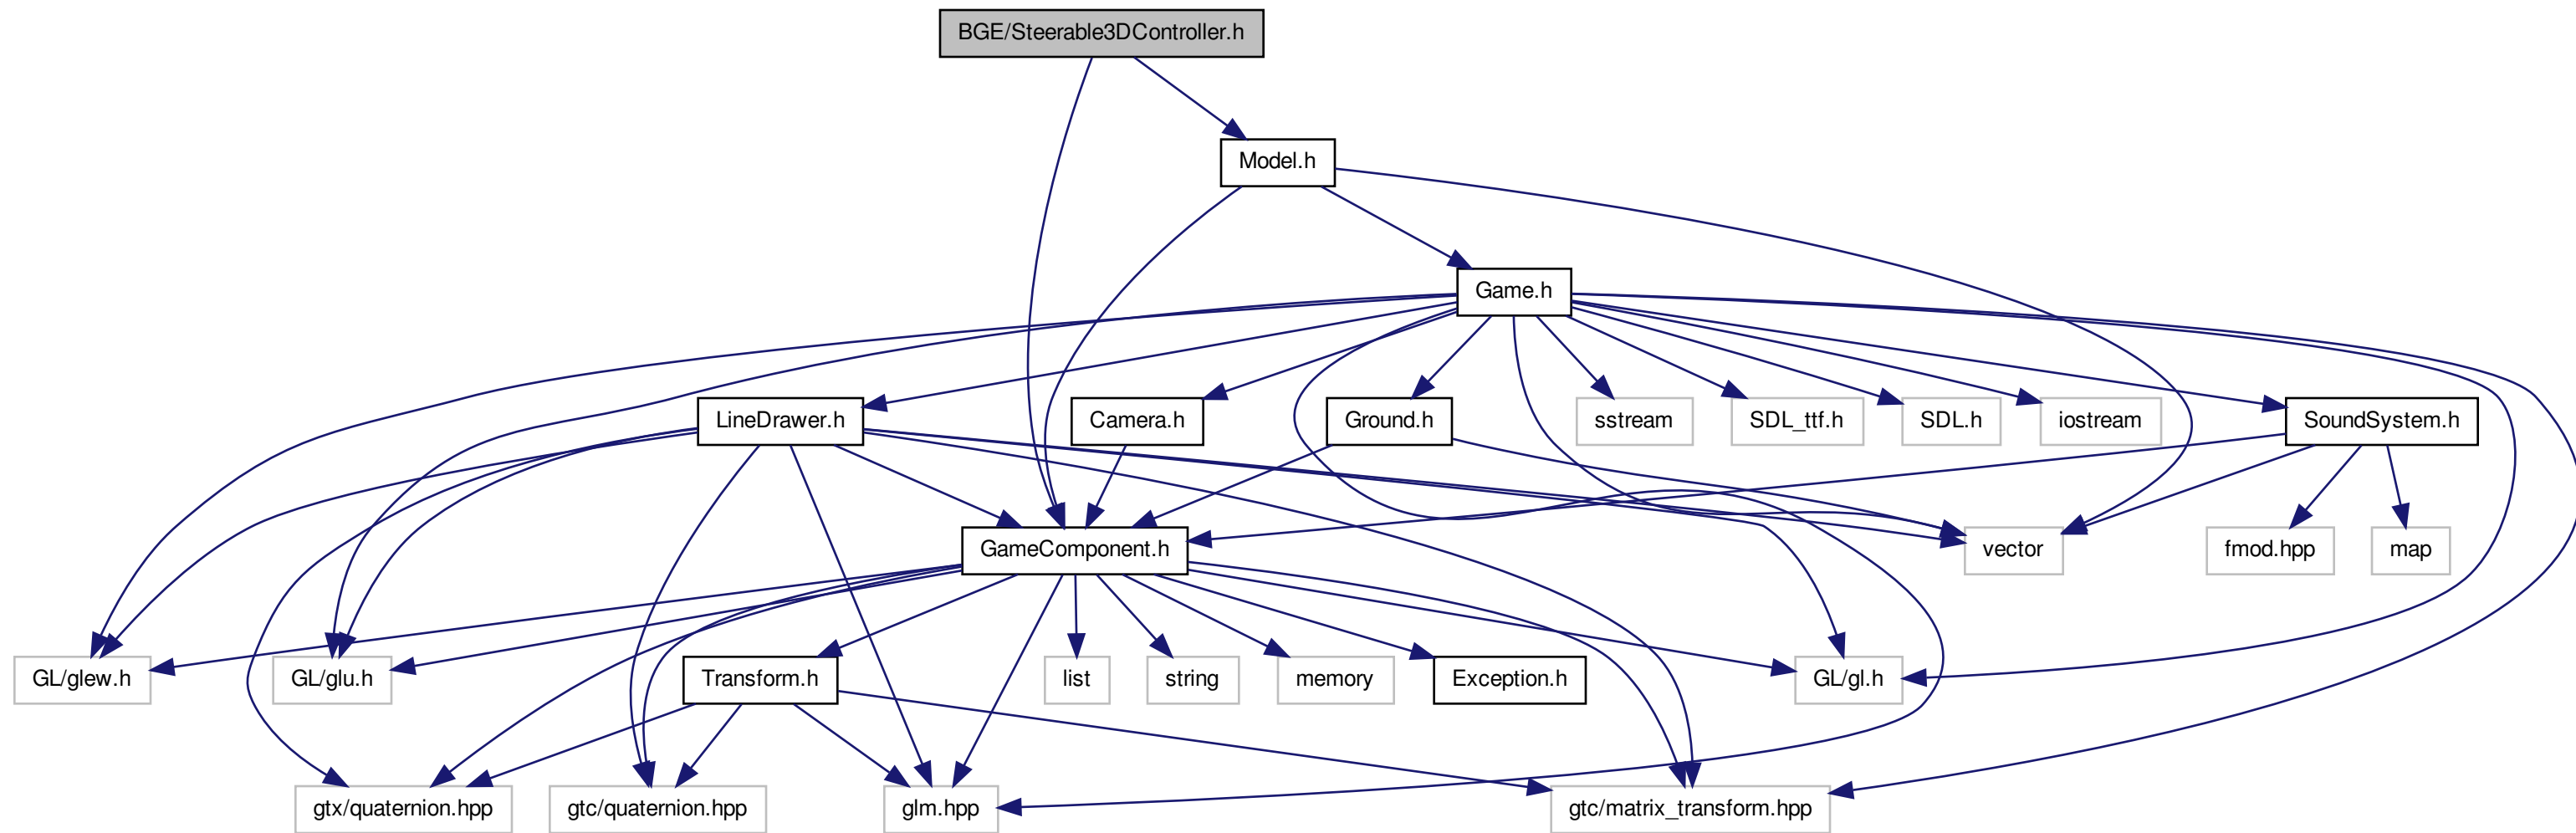 BGE/Steerable3DController.h
Model.h
Game.h
LineDrawer.h
Camera.h
Ground.h
sstream
SDL_ttf.h
SDL.h
iostream
SoundSystem.h
GameComponent.h
vector
fmod.hpp
map
GL/glew.h
GL/glu.h
Transform.h
list
string
memory
Exception.h
GL/gl.h
gtx/quaternion.hpp
gtc/quaternion.hpp
glm.hpp
gtc/matrix_transform.hpp